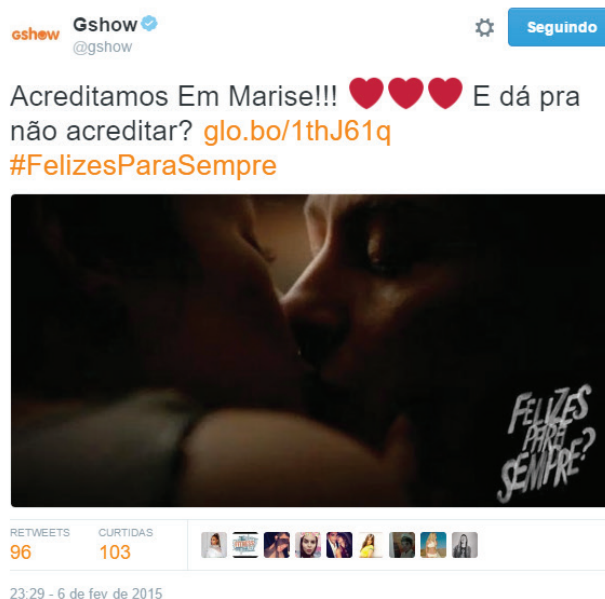 gshow
Gshow
@gshow
Seguindo
Acreditamos Em Marise!!! ❤❤❤ E dá pra
não acreditar? glo.bo/1thJ61q
#FelizesParaSempre
FELIZES
PARA
SEMPRE?
RETWEETS
96
CURTIDAS
103
23:29 - 6 de fev de 2015